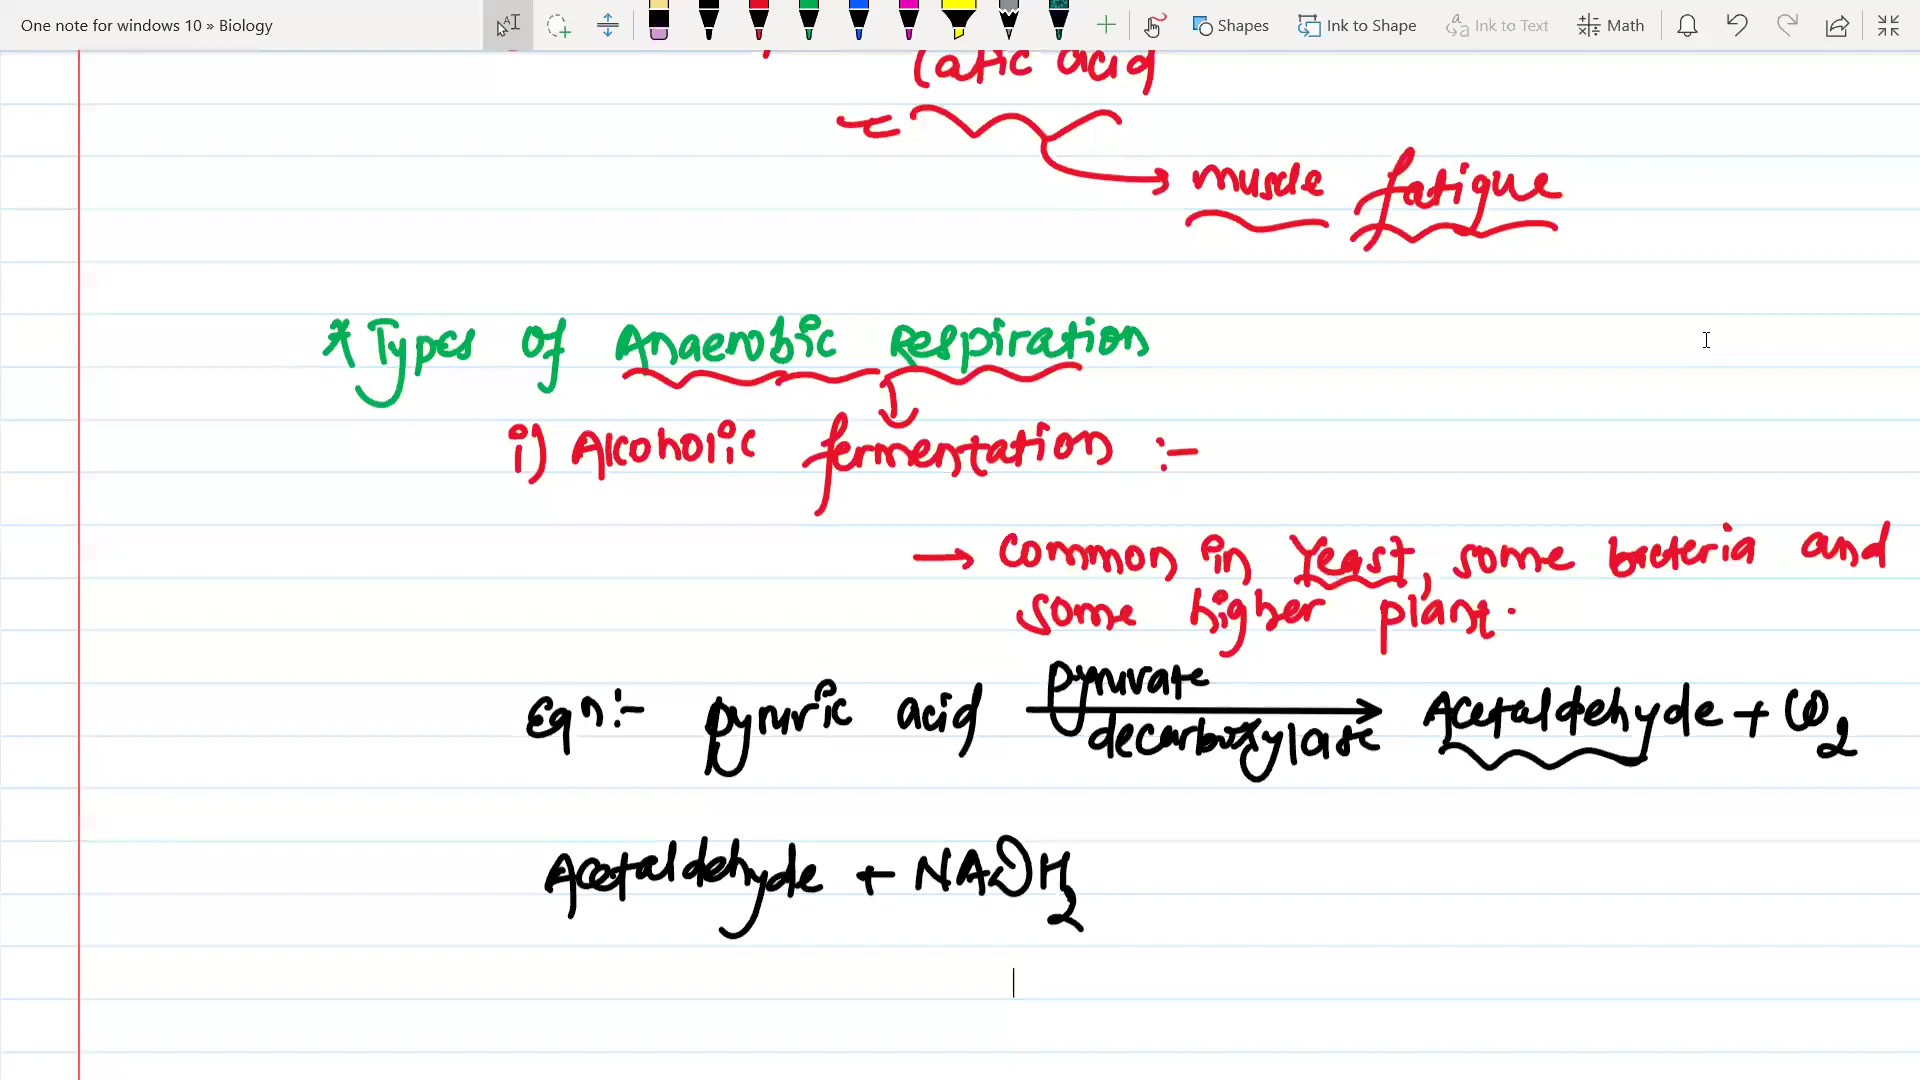 One note for windows 10 » Biology
Shapes Ink to Shape Ink to Text Math
Latic acid
muscle fatigue
* Types of Anaerobic Respiration
i) Alcoholic fermentation :-
→ common in Yeast, some bacteria and
some higher plant.
Eqn:- pyruvic acid pyruvate decarboxylase → Acetaldehyde + CO2
Acetaldehyde + NADH2